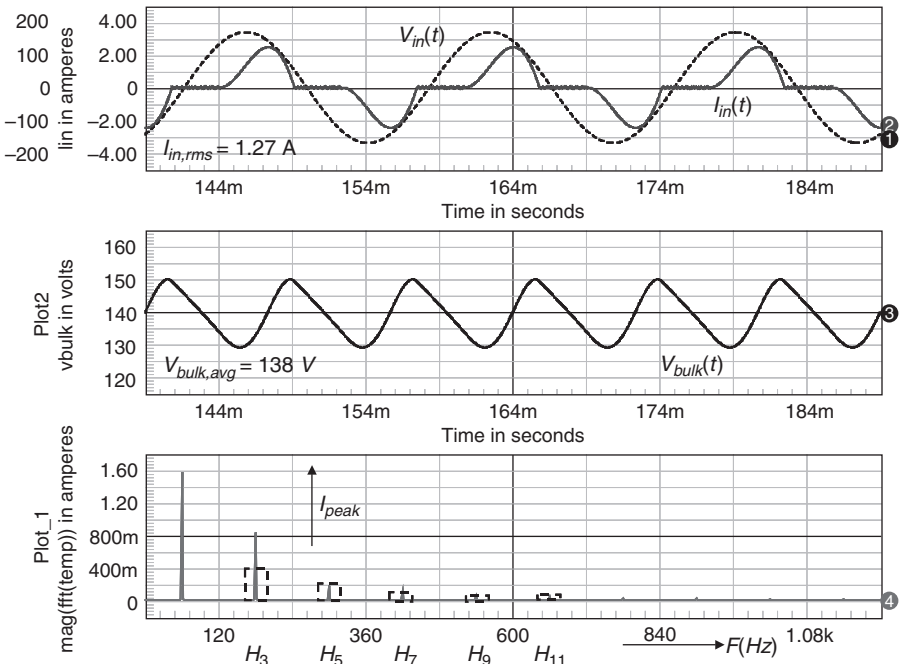 200 4.00
100 2.00
0 0
–100 –2.00
–200 –4.00
Iin in amperes
V_in(t)
I_in(t)
I_in,rms = 1.27 A
2
1
144m 154m 164m 174m 184m
Time in seconds
160
150
140
130
120
Plot2
vbulk in volts
V_bulk,avg = 138 V
V_bulk(t)
3
144m 154m 164m 174m 184m
Time in seconds
1.60
1.20
800m
400m
0
Plot_1
mag(fft(temp)) in amperes
I_peak
4
120 360 600 840 1.08k
F(Hz)
H_3 H_5 H_7 H_9 H_11